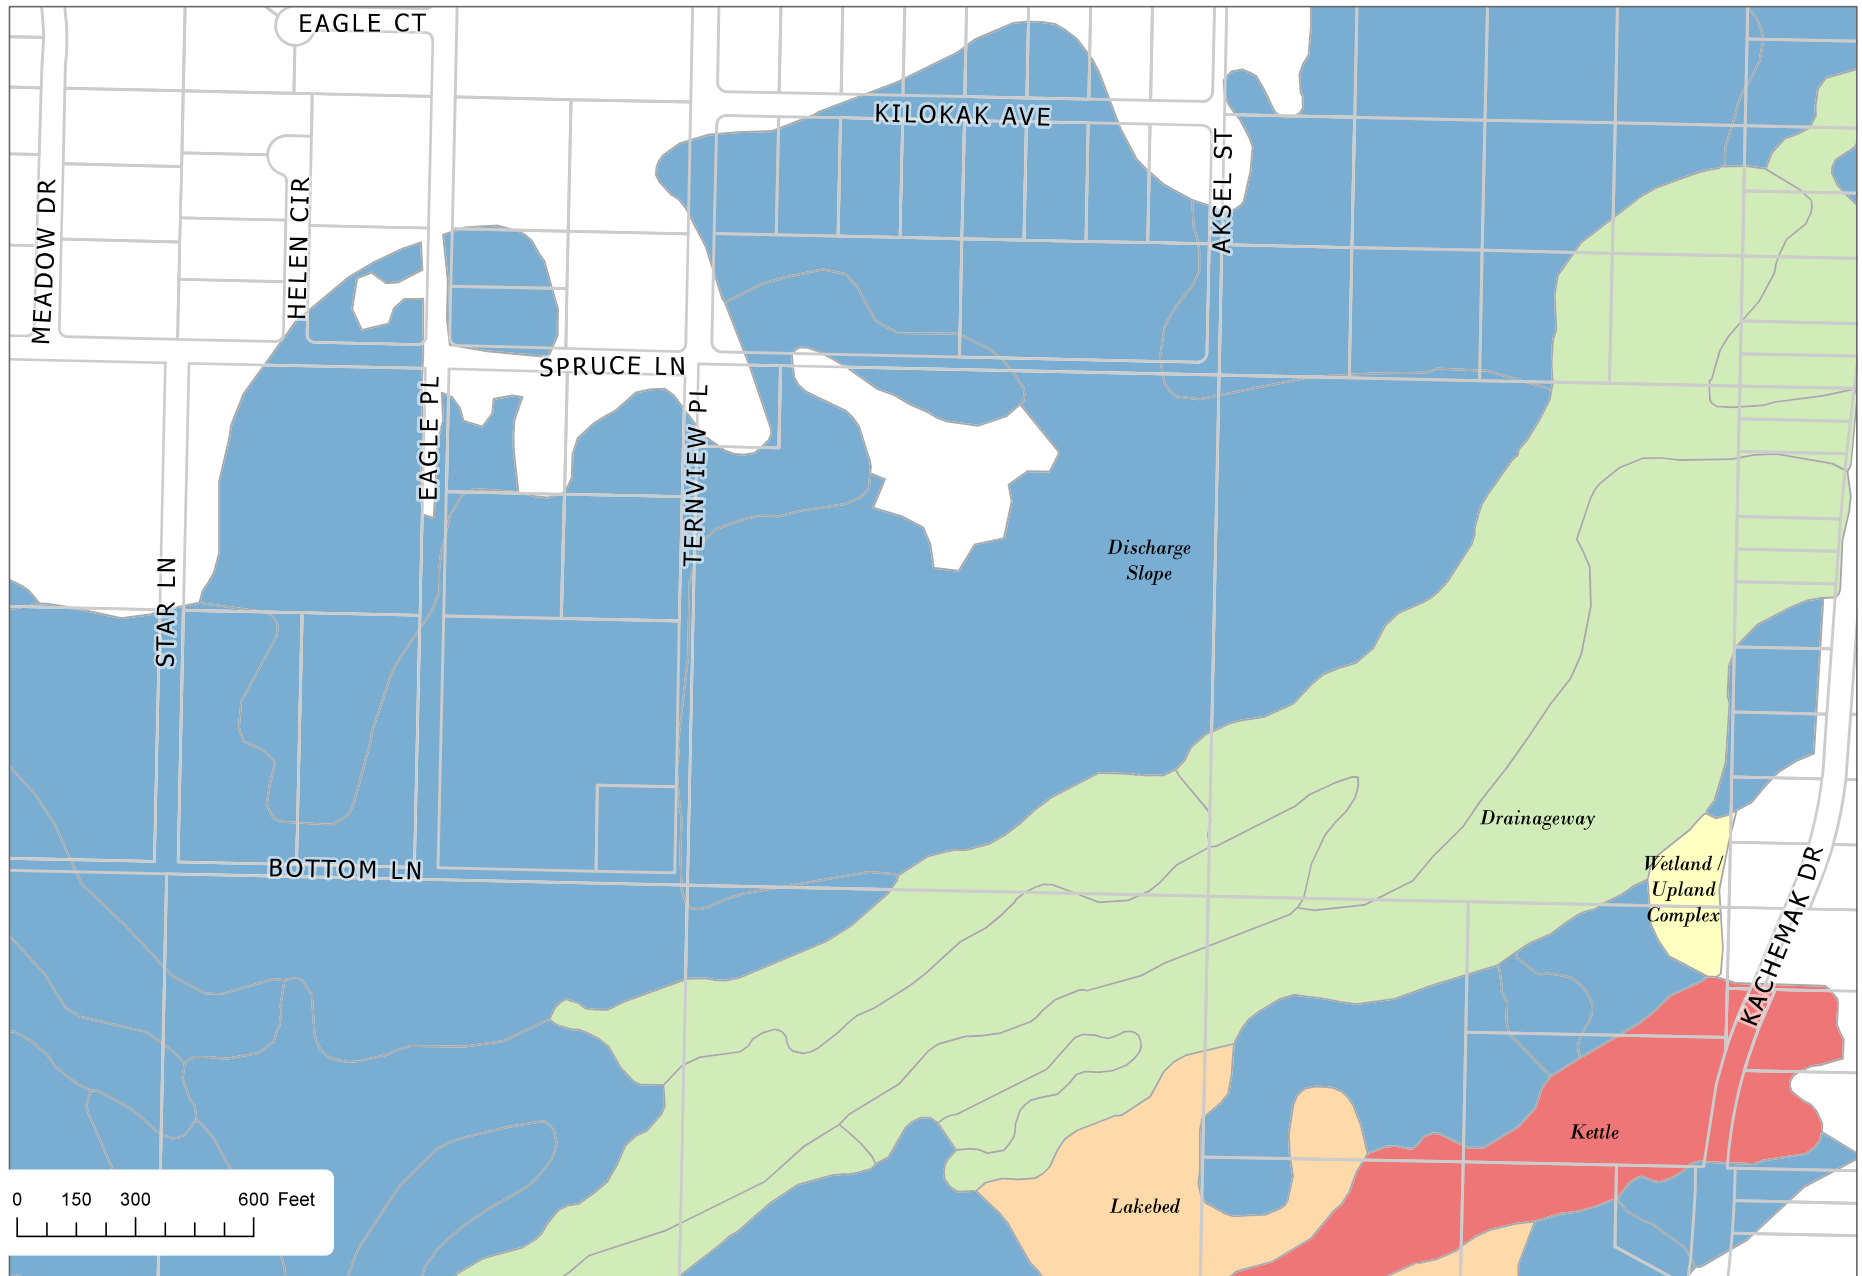 EAGLE CT
KILOKAK AVE
AKSEL ST
MEADOW DR
HELEN CIR
SPRUCE LN
EAGLE PL
TERNVIEW PL
Discharge
Slope
STAR LN
Drainageway
BOTTOM LN
Wetland /
Upland
Complex
KACHEMAK DR
Kettle
Lakebed
0 150 300 600 Feet